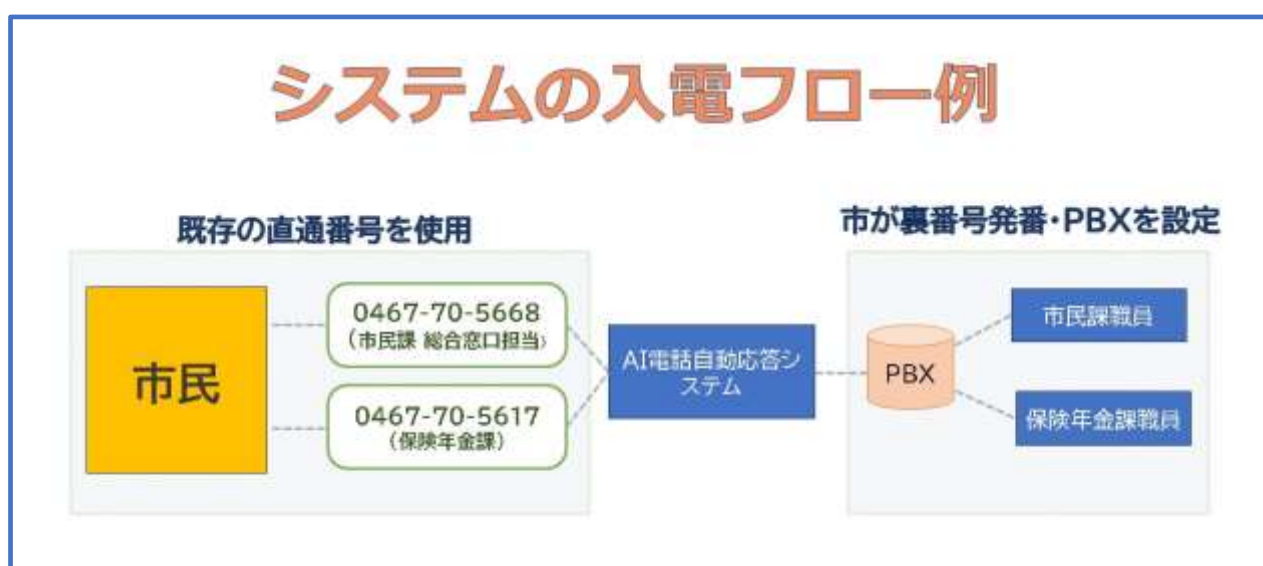 システムの入電フロー例
既存の直通番号を使用
市が裏番号発番・PBXを設定
市民
0467-70-5668
(市民課 総合窓口担当)
0467-70-5617
(保険年金課)
AI電話自動応答シ
ステム
PBX
市民課職員
保険年金課職員